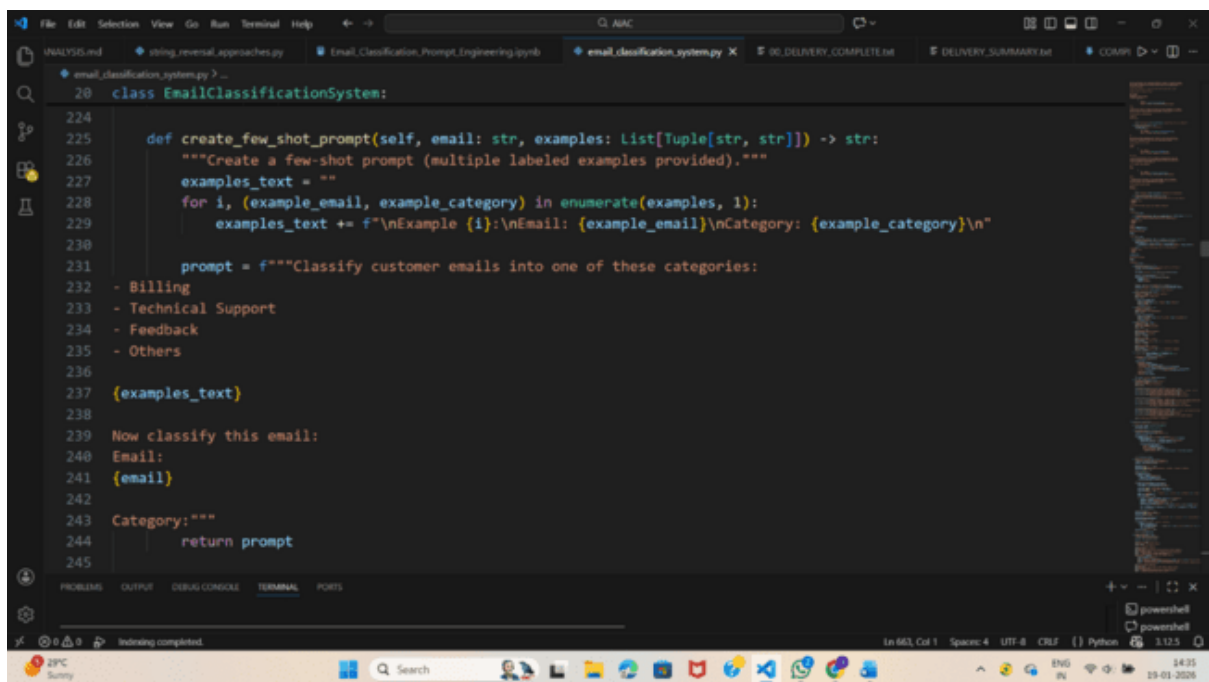 File Edit Selection View Go Run Terminal Help
AIAC
ANALYSIS.md string_reversal_approaches.py Email_Classification_Prompt_Engineering.ipynb email_classification_system.py 00_DELIVERY_COMPLETE.txt DELIVERY_SUMMARY.txt
email_classification_system.py > ...
20 class EmailClassificationSystem:
224
225 def create_few_shot_prompt(self, email: str, examples: List[Tuple[str, str]]) -> str:
226 """Create a few-shot prompt (multiple labeled examples provided)."""
227 examples_text = ""
228 for i, (example_email, example_category) in enumerate(examples, 1):
229 examples_text += f"\nExample {i}:\nEmail: {example_email}\nCategory: {example_category}\n"
230
231 prompt = f"""Classify customer emails into one of these categories:
232 - Billing
233 - Technical Support
234 - Feedback
235 - Others
236
237 {examples_text}
238
239 Now classify this email:
240 Email:
241 {email}
242
243 Category:"""
244 return prompt
245
PROBLEMS OUTPUT DEBUG CONSOLE TERMINAL PORTS
powershell
powershell
0 0 Indexing completed.
Ln 663, Col 1 Spaces: 4 UTF-8 CRLF {} Python 3.12.5
29°C
Sunny
Search
ENG
IN
14:35
19-01-2026